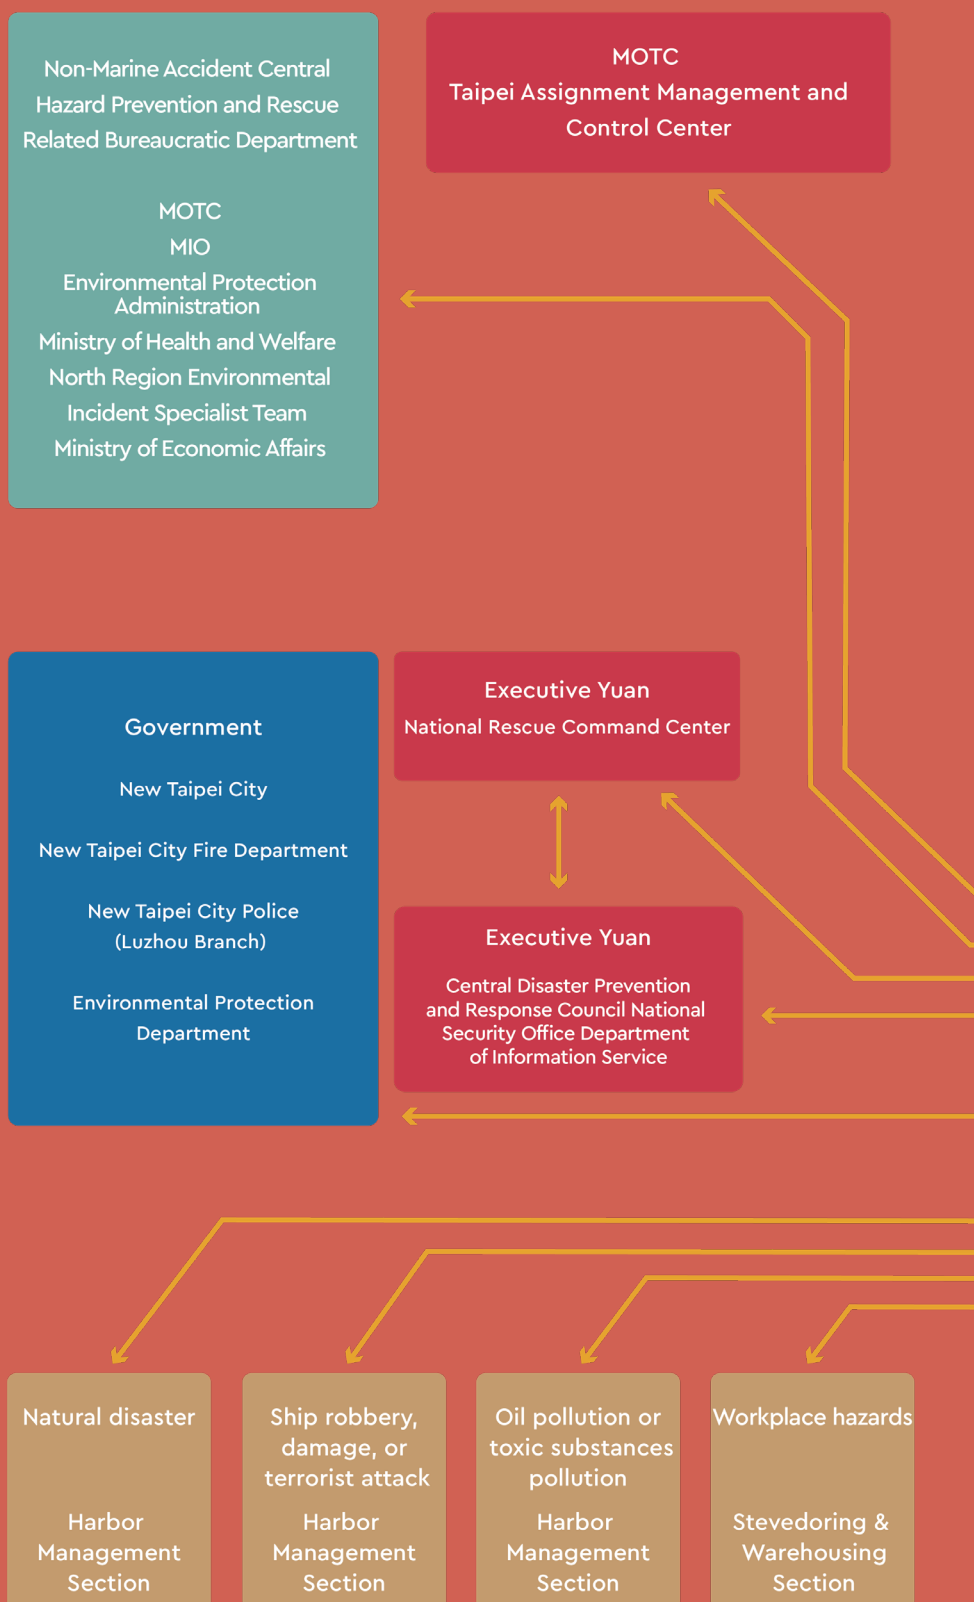 Non-Marine Accident Central
Hazard Prevention and Rescue
Related Bureaucratic Department
MOTC
MIO
Environmental Protection
Administration
Ministry of Health and Welfare
North Region Environmental
Incident Specialist Team
Ministry of Economic Affairs
MOTC
Taipei Assignment Management and
Control Center
Government
New Taipei City
New Taipei City Fire Department
New Taipei City Police
(Luzhou Branch)
Environmental Protection
Department
Executive Yuan
National Rescue Command Center
Executive Yuan
Central Disaster Prevention
and Response Council National
Security Office Department
of Information Service
Natural disaster
Harbor
Management
Section
Ship robbery,
damage, or
terrorist attack
Harbor
Management
Section
Oil pollution or
toxic substances
pollution
Harbor
Management
Section
Workplace hazards
Stevedoring &
Warehousing
Section